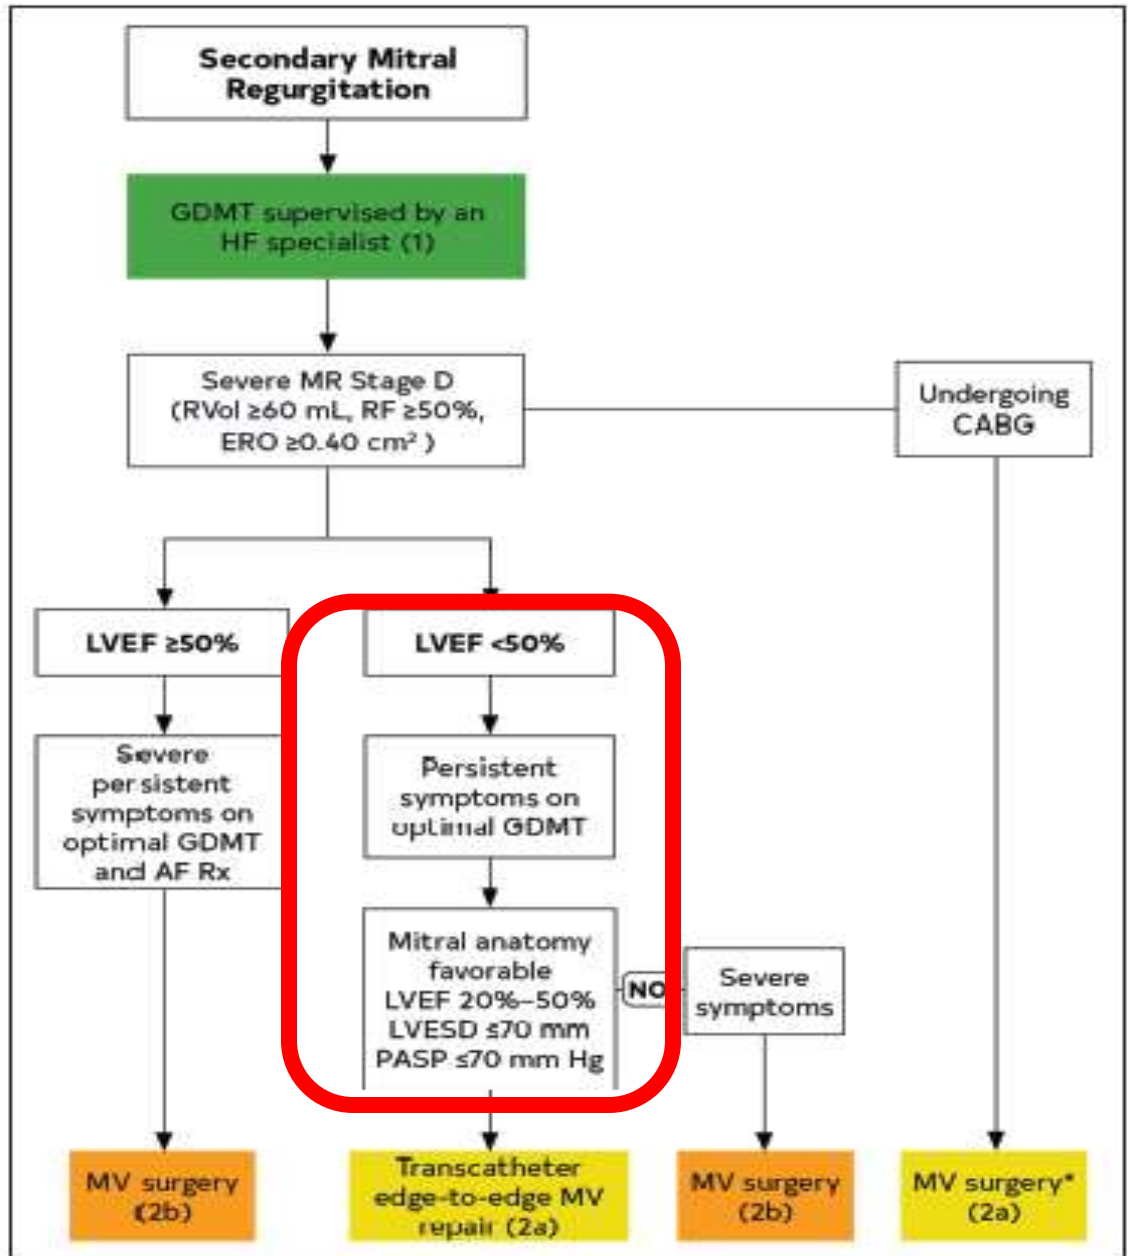 Secondary Mitral
Regurgitation
GDMT supervised by an
HF specialist (1)
Severe MR Stage D
(RVol ≥60 mL, RF ≥50%,
ERO ≥0.40 cm² )
Undergoing
CABG
LVEF ≥50%
LVEF <50%
Severe
persistent
symptoms on
optimal GDMT
and AF Rx
Persistent
symptoms on
optimal GDMT
Mitral anatomy
favorable
LVEF 20%–50%
LVESD ≤70 mm
PASP ≤70 mm Hg
NO
Severe
symptoms
MV surgery
(2b)
Transcatheter
edge-to-edge MV
repair (2a)
MV surgery
(2b)
MV surgery*
(2a)